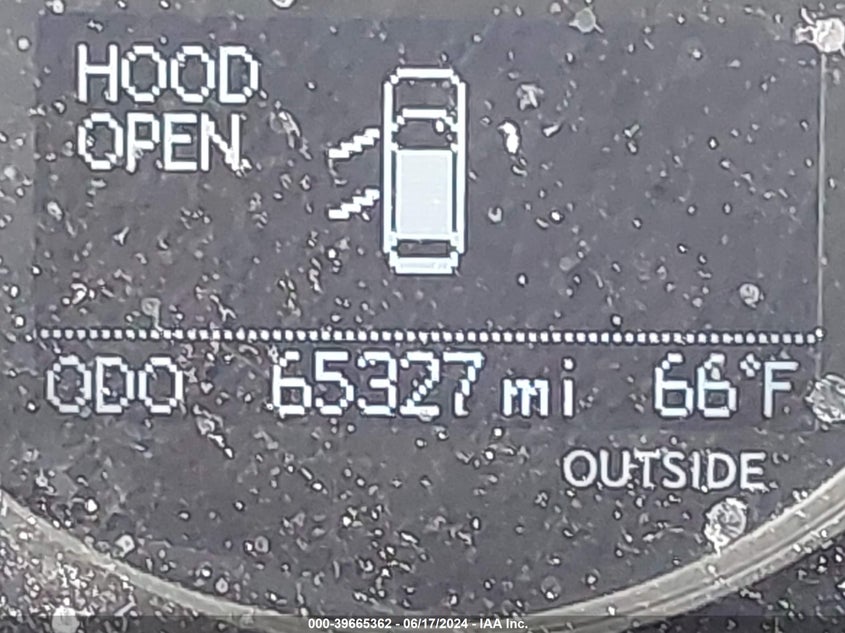 HOOD
OPEN
ODO 65327 mi 66°F
OUTSIDE
000-39665362 - 06/17/2024 - IAA Inc.